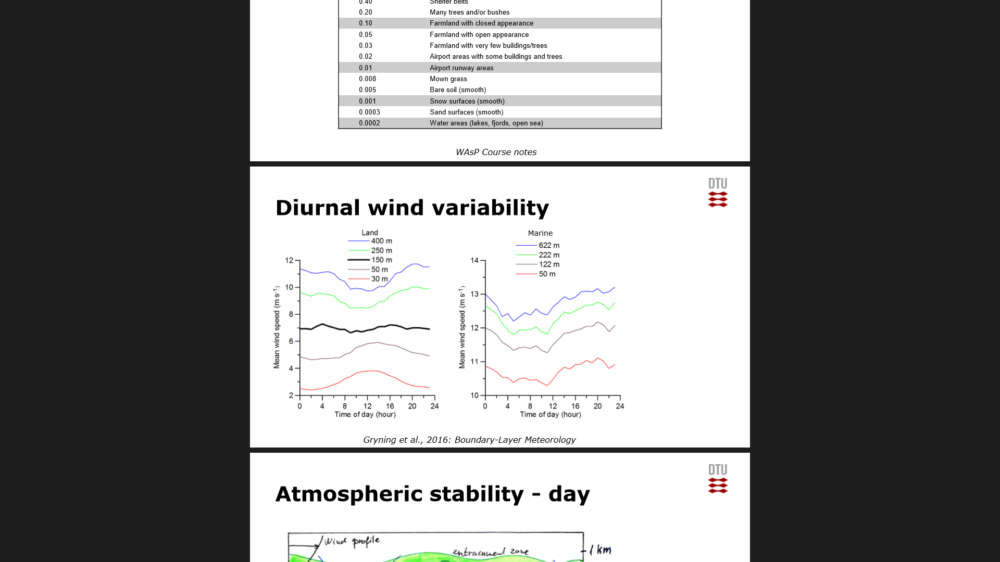 0.40 Shelter belts
0.20 Many trees and/or bushes
0.10 Farmland with closed appearance
0.05 Farmland with open appearance
0.03 Farmland with very few buildings/trees
0.02 Airport areas with some buildings and trees
0.01 Airport runway areas
0.008 Mown grass
0.005 Bare soil (smooth)
0.001 Snow surfaces (smooth)
0.0003 Sand surfaces (smooth)
0.0002 Water areas (lakes, fjords, open sea)
WAsP Course notes
DTU
Diurnal wind variability
Land
400 m
250 m
150 m
50 m
30 m
12
10
8
6
4
2
Mean wind speed (m s-1)
0 4 8 12 16 20 24
Time of day (hour)
Marine
622 m
222 m
122 m
50 m
14
13
12
11
10
Mean wind speed (m s-1)
0 4 8 12 16 20 24
Time of day (hour)
Gryning et al., 2016: Boundary-Layer Meteorology
DTU
Atmospheric stability - day
Wind profile
entrainment zone
1 km